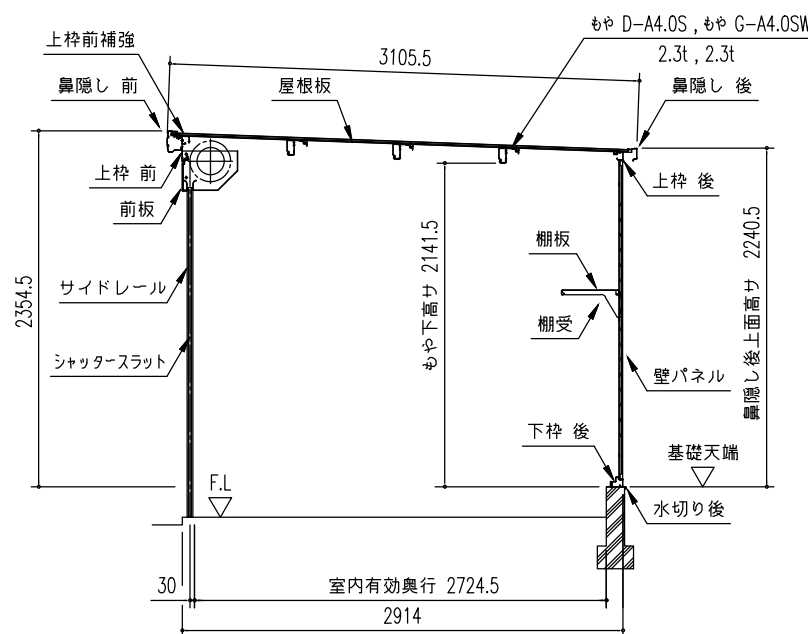 もや D-A4.0S , もや G-A4.0SW
上枠前補強
3105.5
2.3t , 2.3t
鼻隠し 前
屋根板
鼻隠し 後
上枠 前
上枠 後
前板
棚板
サイドレール
棚受
2354.5
もや下高サ 2141.5
鼻隠し後上面高サ 2240.5
シャッタースラット
壁パネル
下枠 後
基礎天端
F.L
水切り後
30
室内有効奥行 2724.5
2914